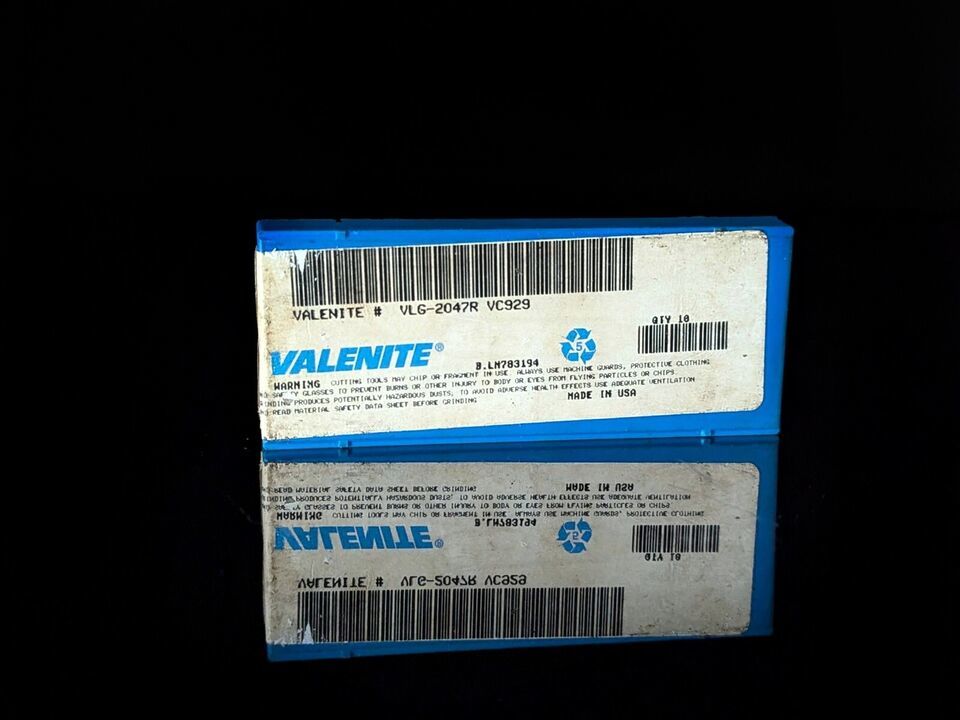 VALENITE # VLG-2047R VC929
QTY 10
VALENITE®
B.LN783194
5
WARNING CUTTING TOOLS MAY CHIP OR FRAGMENT IN USE. ALWAYS USE MACHINE GUARDS, PROTECTIVE CLOTHING
GLASSES TO PREVENT BURNS OR OTHER INJURY TO BODY OR EYES FROM FLYING PARTICLES OR CHIPS.
PRODUCES POTENTIALLY HAZARDOUS DUSTS; TO AVOID ADVERSE HEALTH EFFECTS USE ADEQUATE VENTILATION
READ MATERIAL SAFETY DATA SHEET BEFORE GRINDING
MADE IN USA